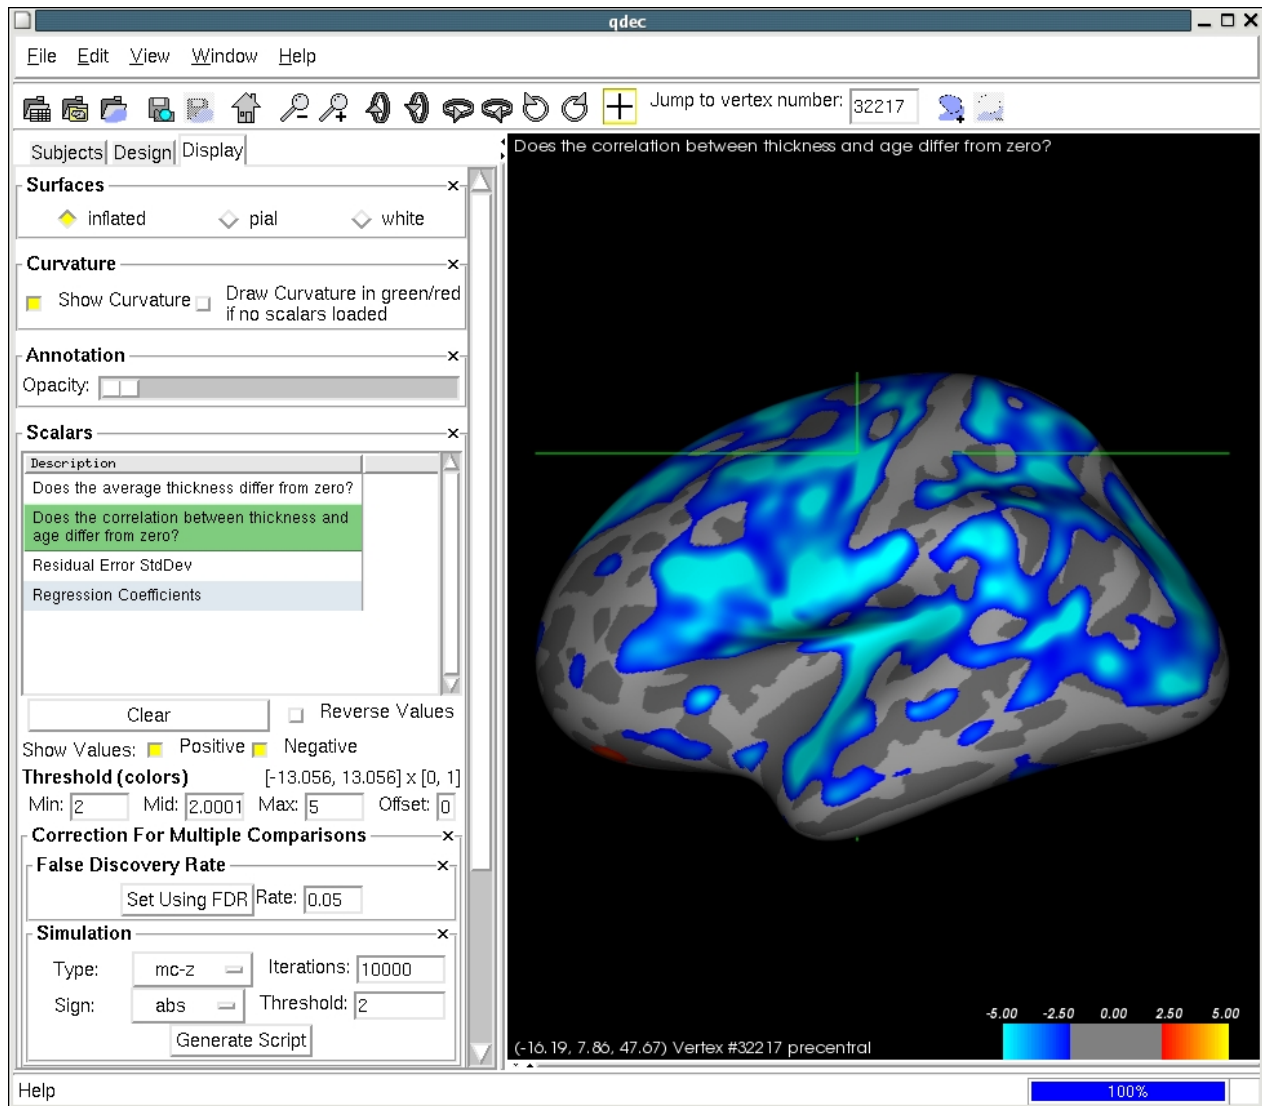 qdec
File Edit View Window Help
Jump to vertex number: 32217
Subjects Design Display
Surfaces
inflated pial white
Curvature
Show Curvature Draw Curvature in green/red
if no scalars loaded
Annotation
Opacity:
Scalars
Description
Does the average thickness differ from zero?
Does the correlation between thickness and
age differ from zero?
Residual Error StdDev
Regression Coefficients
Clear Reverse Values
Show Values: Positive Negative
Threshold (colors) [-13.056, 13.056] x [0, 1]
Min: 2 Mid: 2.0001 Max: 5 Offset: 0
Correction For Multiple Comparisons
False Discovery Rate
Set Using FDR Rate: 0.05
Simulation
Type: mc-z Iterations: 10000
Sign: abs Threshold: 2
Generate Script
Does the correlation between thickness and age differ from zero?
-5.00 -2.50 0.00 2.50 5.00
(-16.19, 7.86, 47.67) Vertex #32217 precentral
Help 100%